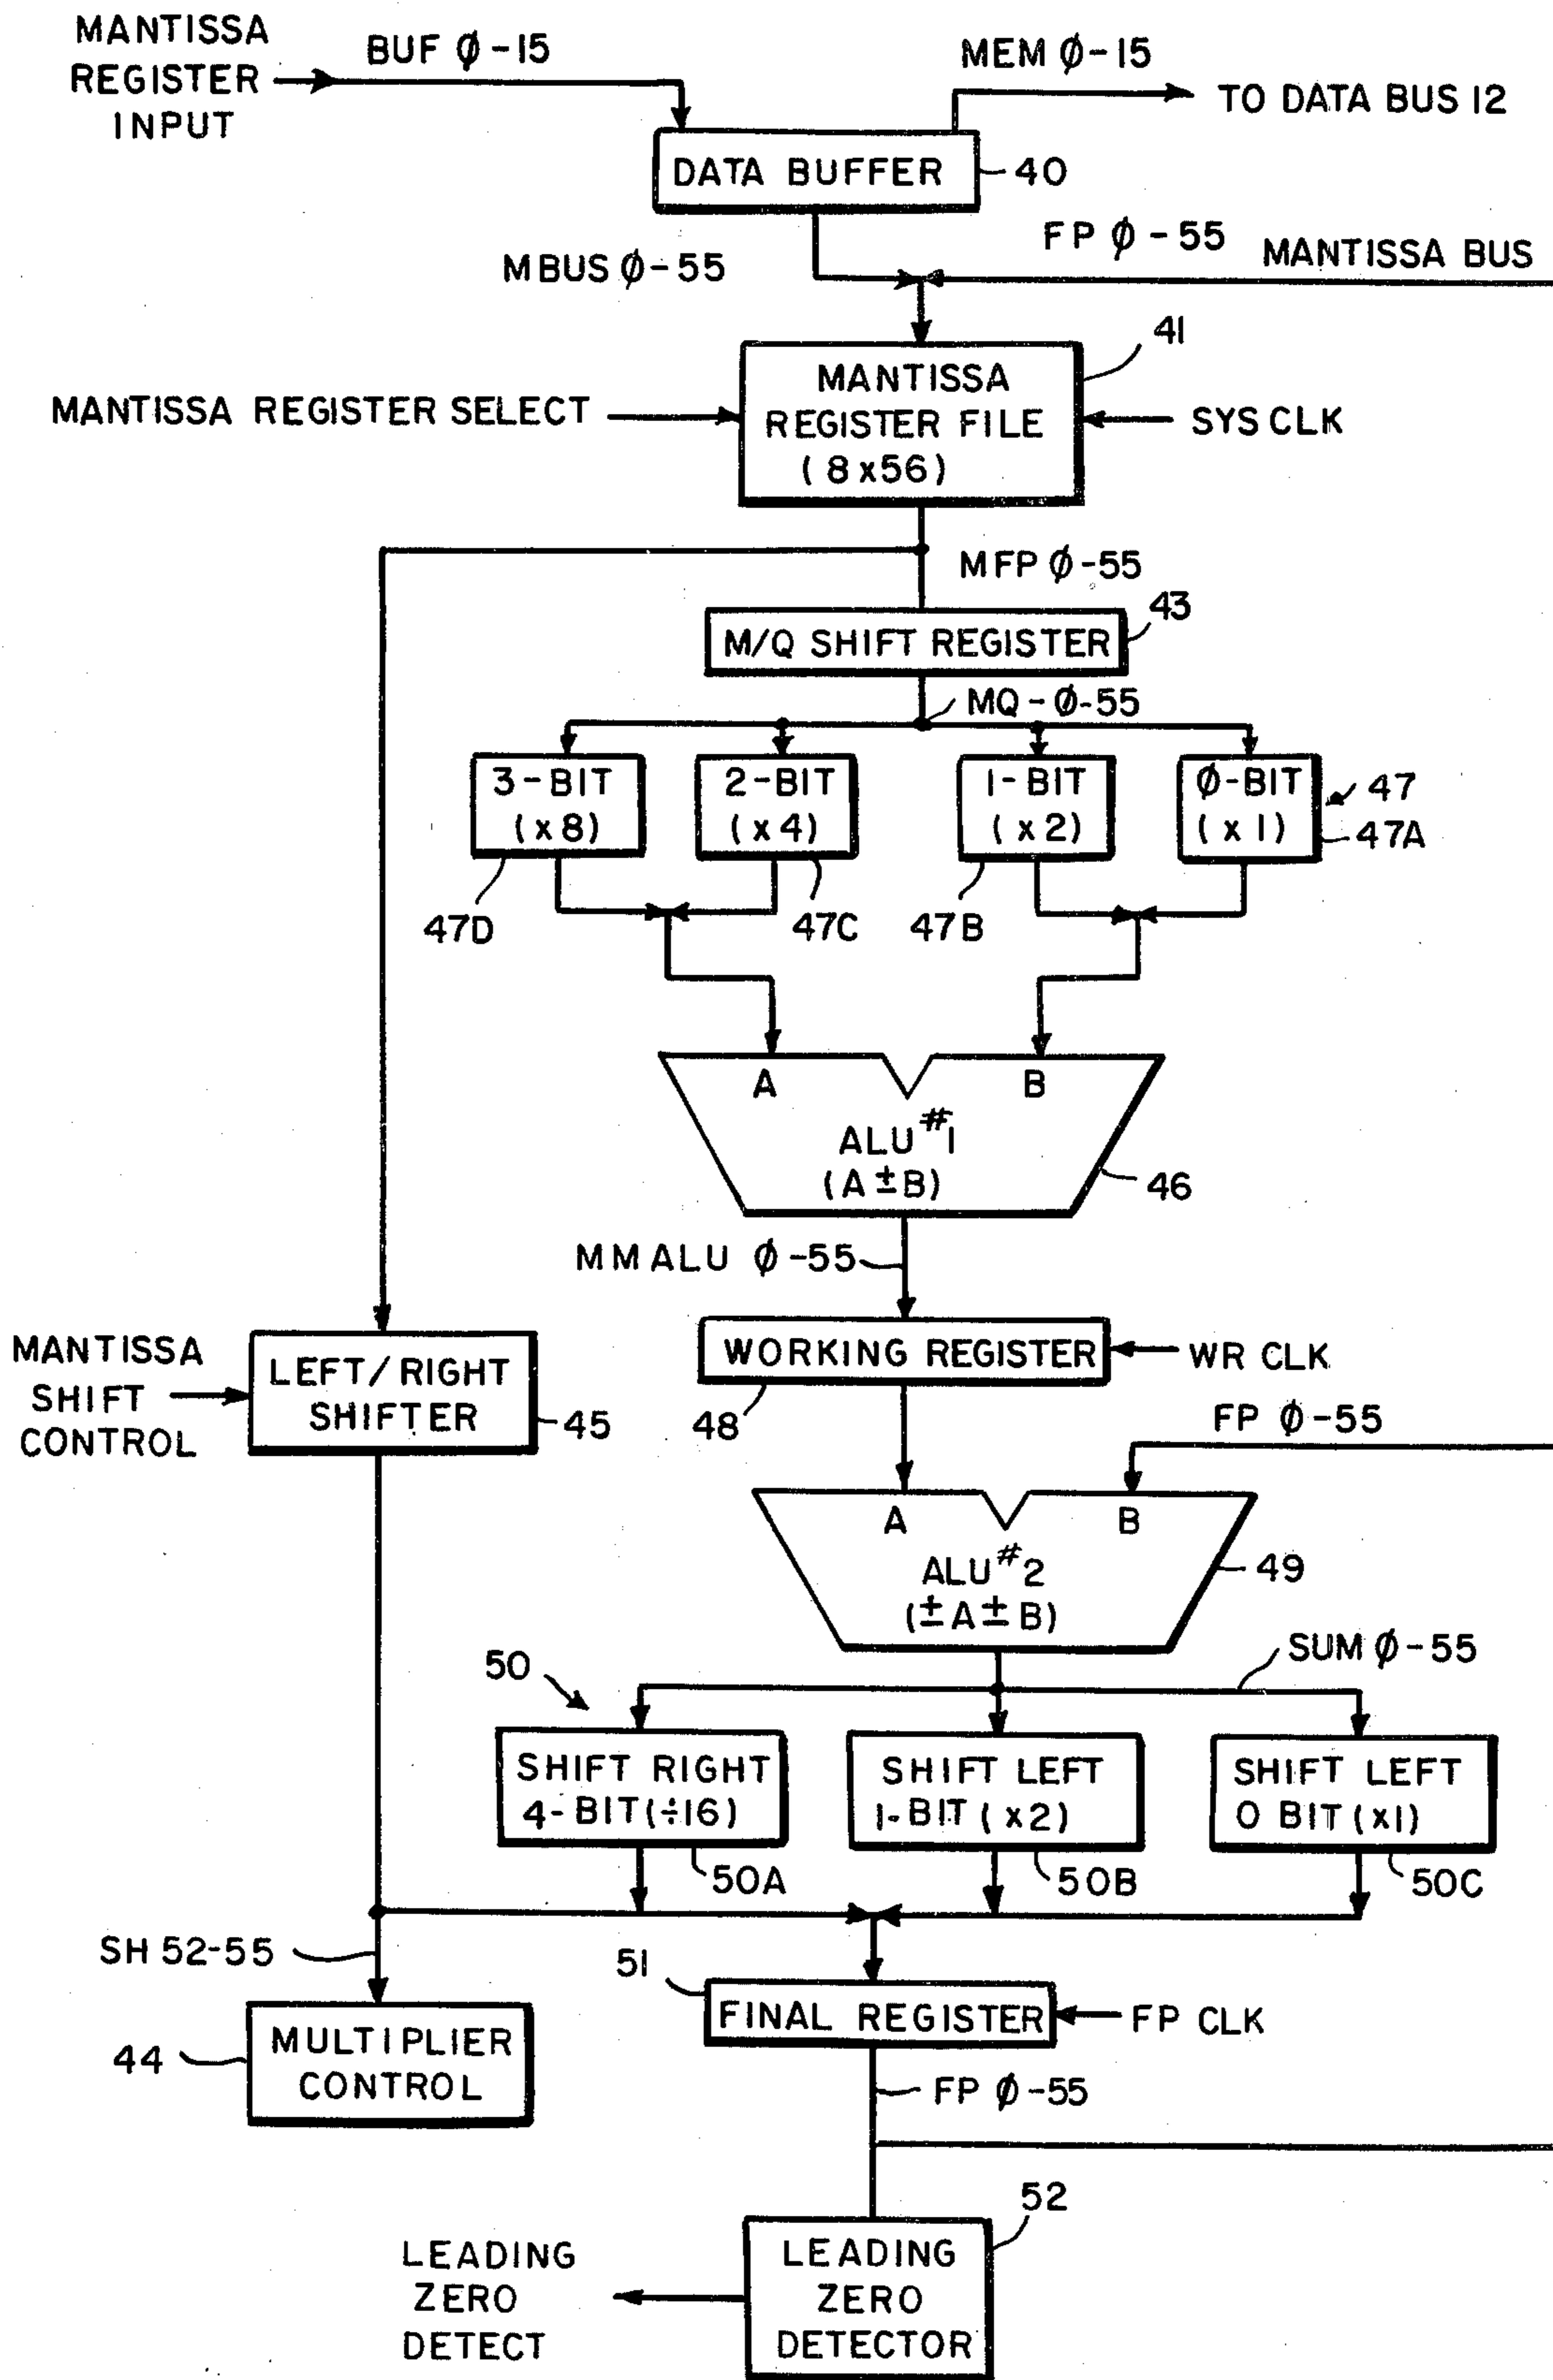 MANTISSA
REGISTER
INPUT
BUF Ø-15
MEM Ø-15
TO DATA BUS 12
DATA BUFFER
40
FP Ø-55
MANTISSA BUS
MBUS Ø-55
41
MANTISSA
REGISTER FILE
(8x56)
MANTISSA REGISTER SELECT
SYS CLK
MFP Ø-55
43
M/Q SHIFT REGISTER
MQ-Ø-55
3-BIT
(x8)
2-BIT
(x4)
1-BIT
(x2)
Ø-BIT
(x1)
47
47A
47D
47C
47B
A
B
ALU#1
(A±B)
46
MMALU Ø-55
MANTISSA
SHIFT
CONTROL
LEFT/RIGHT
SHIFTER
45
WORKING REGISTER
WR CLK
48
FP Ø-55
A
B
ALU#2
(±A±B)
49
SUM Ø-55
50
SHIFT RIGHT
4-BIT(÷16)
SHIFT LEFT
1-BIT(x2)
SHIFT LEFT
0 BIT(x1)
50A
50B
50C
SH 52-55
51
FINAL REGISTER
FP CLK
44
MULTIPLIER
CONTROL
FP Ø-55
52
LEADING
ZERO
DETECTOR
LEADING
ZERO
DETECT